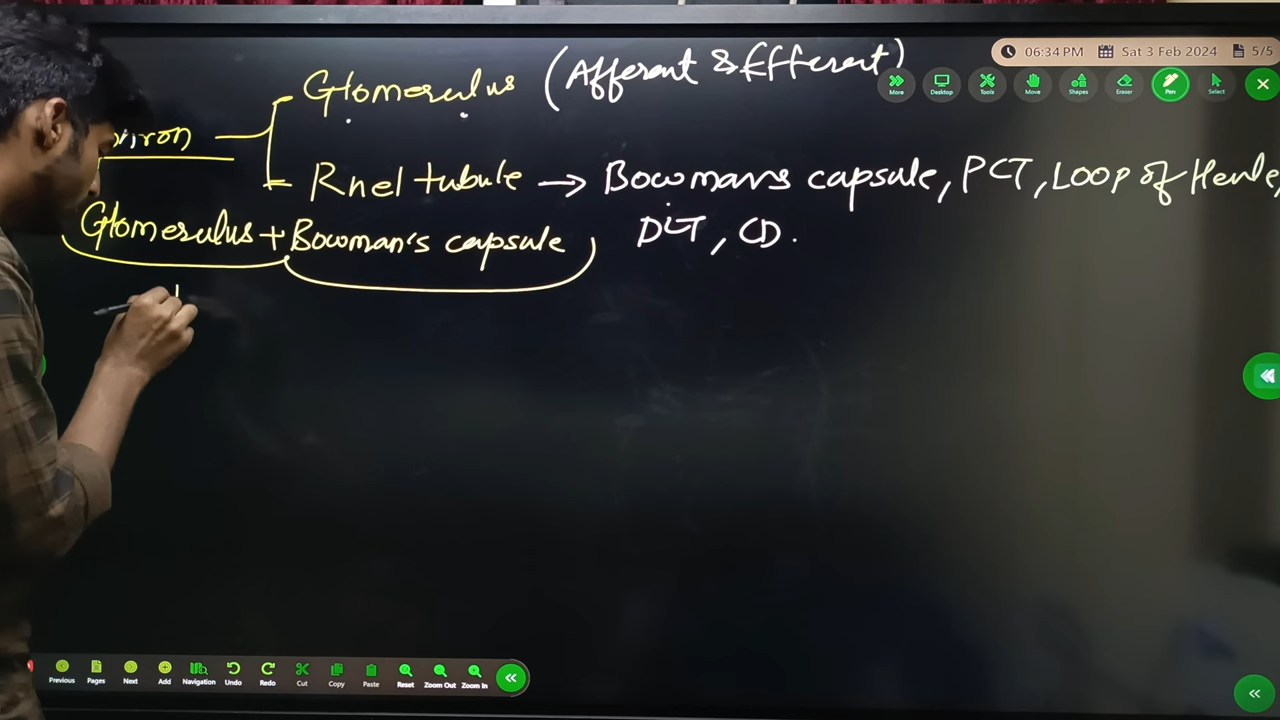 06:34 PM Sat 3 Feb 2024 5/5
More Desktop Tools Move Shapes Eraser Pen Select
Glomerulus (Afferent & Efferent)
Rnel tubule → Bowman's capsule, PCT, Loop of Henle,
DCT, CD.
Glomerulus + Bowman's capsule
Previous Pages Next Add Navigation Undo Redo Cut Copy Paste Reset Zoom Out Zoom In